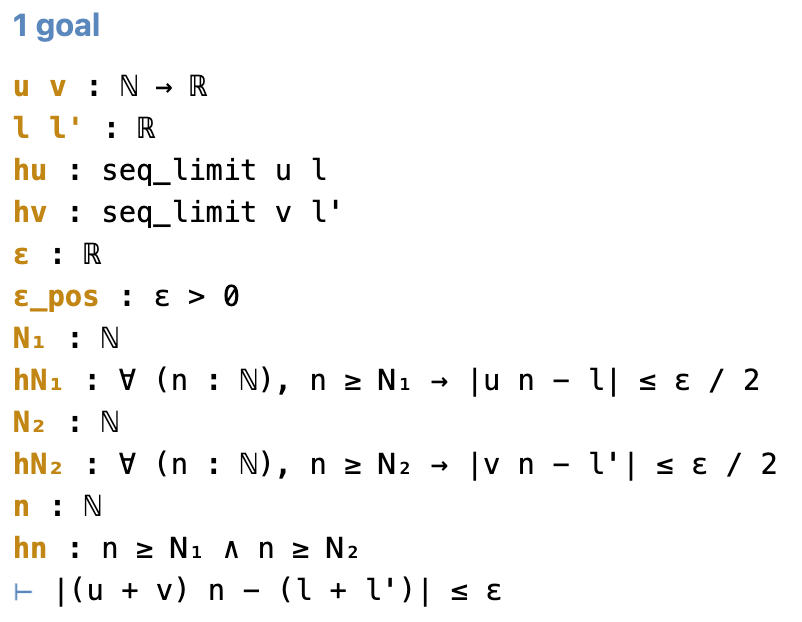 1 goal
u v : ℕ → ℝ
l l' : ℝ
hu : seq_limit u l
hv : seq_limit v l'
ε : ℝ
ε_pos : ε > 0
N₁ : ℕ
hN₁ : ∀ (n : ℕ), n ≥ N₁ → |u n - l| ≤ ε / 2
N₂ : ℕ
hN₂ : ∀ (n : ℕ), n ≥ N₂ → |v n - l'| ≤ ε / 2
n : ℕ
hn : n ≥ N₁ ∧ n ≥ N₂
⊢ |(u + v) n - (l + l')| ≤ ε